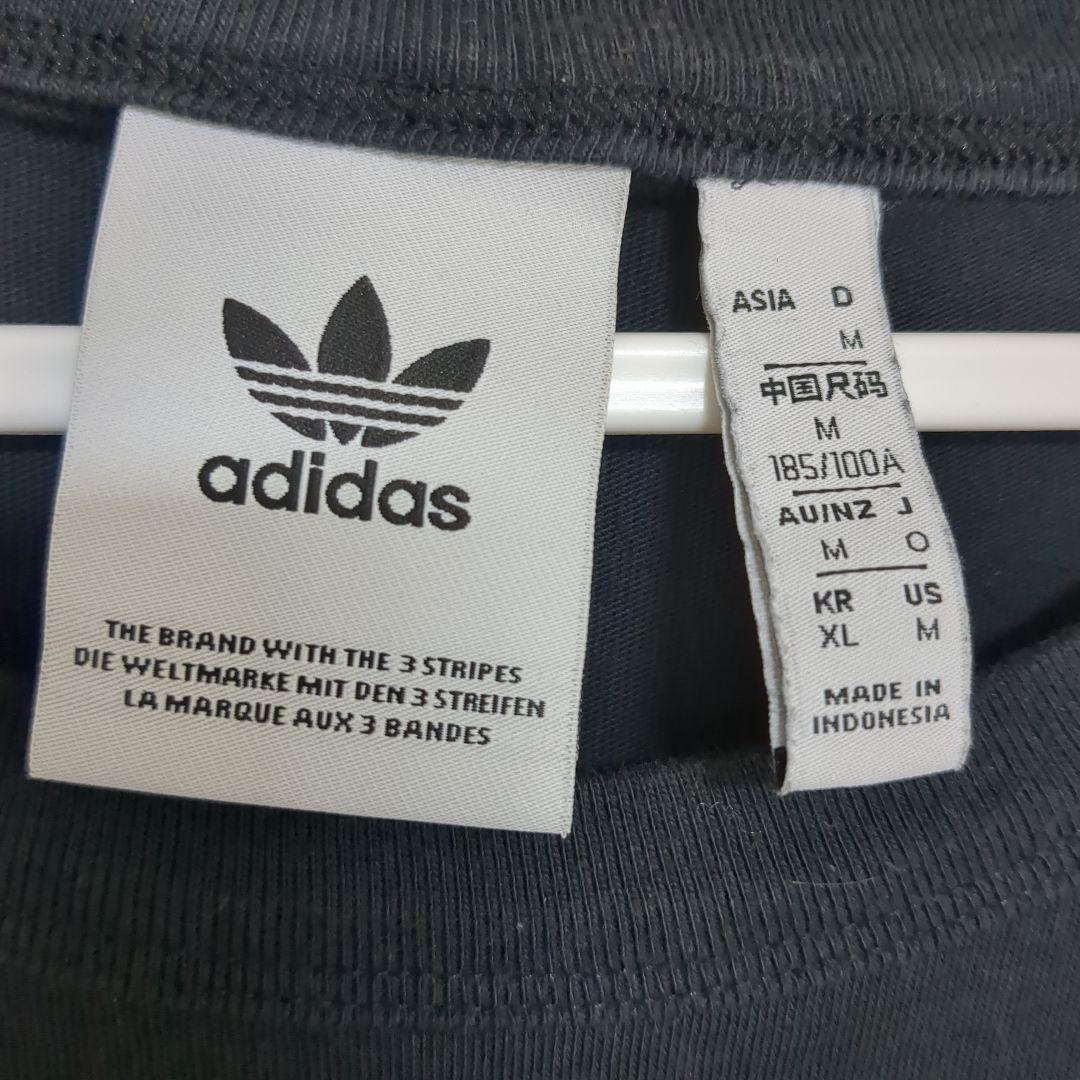 adidas
THE BRAND WITH THE 3 STRIPES
DIE WELTMARKE MIT DEN 3 STREIFEN
LA MARQUE AUX 3 BANDES
ASIA D
M
中国尺码
M
185/100A
AU/NZ J
M O
KR US
XL M
MADE IN
INDONESIA